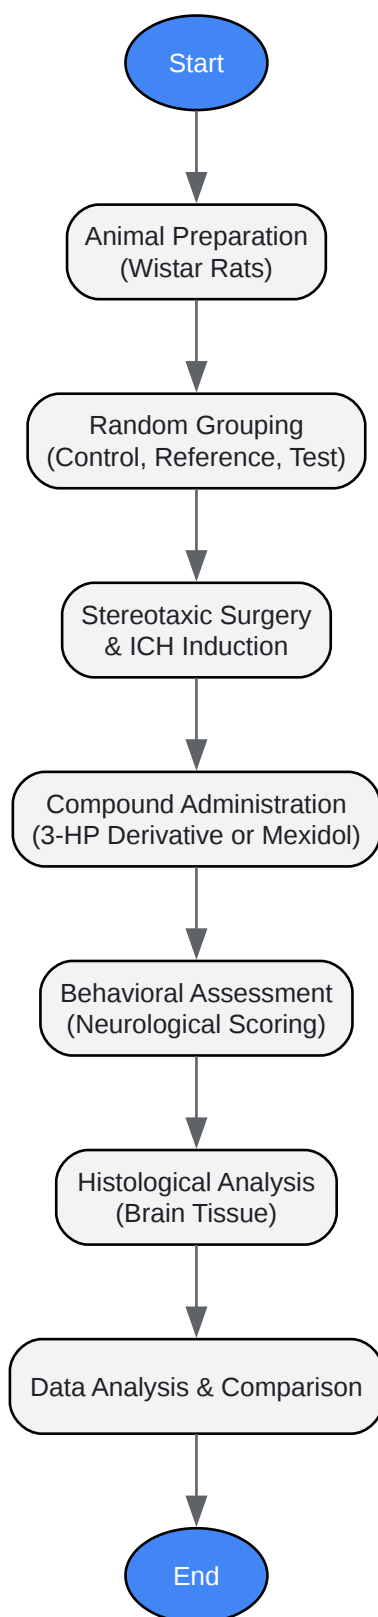 Start
Animal Preparation
(Wistar Rats)
Random Grouping
(Control, Reference, Test)
Stereotaxic Surgery
& ICH Induction
Compound Administration
(3-HP Derivative or Mexidol)
Behavioral Assessment
(Neurological Scoring)
Histological Analysis
(Brain Tissue)
Data Analysis & Comparison
End